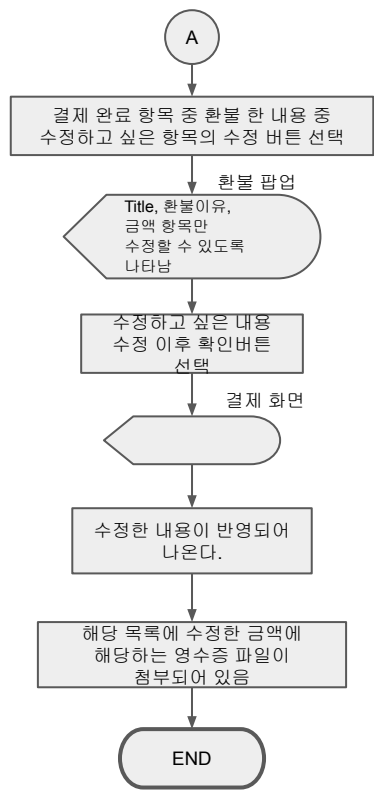 A
결제 완료 항목 중 환불 한 내용 중
수정하고 싶은 항목의 수정 버튼 선택
환불 팝업
Title, 환불이유,
금액 항목만
수정할 수 있도록
나타남
수정하고 싶은 내용
수정 이후 확인버튼
선택
결제 화면
수정한 내용이 반영되어
나온다.
해당 목록에 수정한 금액에
해당하는 영수증 파일이
첨부되어 있음
END